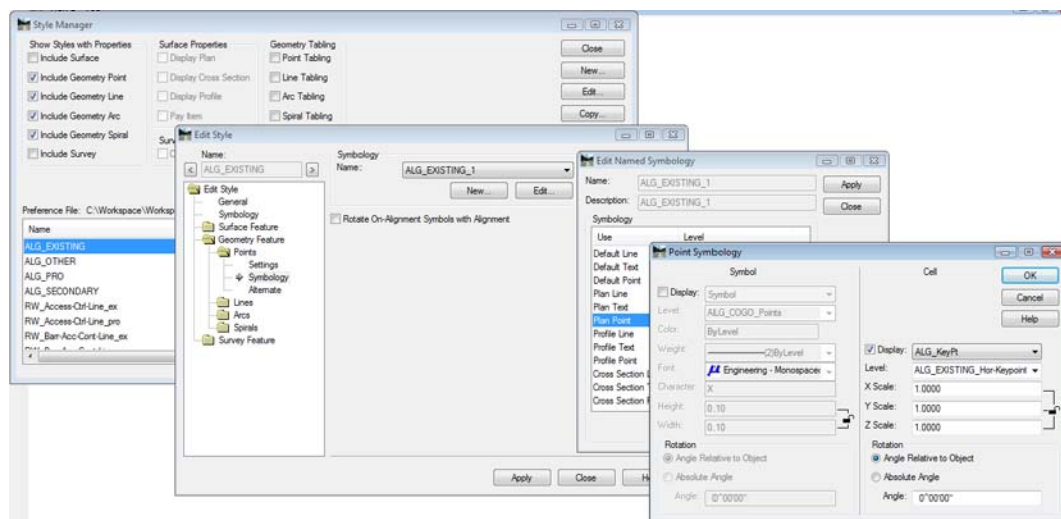 Style Manager
Show Styles with Properties
Include Surface
Include Geometry Point
Include Geometry Line
Include Geometry Arc
Include Geometry Spiral
Include Survey
Surface Properties
Display Plan
Display Cross Section
Display Profile
Pay Item
Geometry Tabling
Point Tabling
Line Tabling
Arc Tabling
Spiral Tabling
Close
New...
Edit...
Copy...
Preference File: C:\Workspace\Worksp
Name
ALG_EXISTING
ALG_OTHER
ALG_PRO
ALG_SECONDARY
RW_Access-Ctrl-Line_ex
RW_Access-Ctrl-Line_pro
RW_Barr-Acc-Cont-Line_ex
Edit Style
Name:
< ALG_EXISTING >
Edit Style
General
Symbology
Surface Feature
Geometry Feature
Points
Settings
Symbology
Alternate
Lines
Arcs
Spirals
Survey Feature
Symbology
Name: ALG_EXISTING_1
New... Edit...
Rotate On-Alignment Symbols with Alignment
Apply Close
Edit Named Symbology
Name: ALG_EXISTING_1
Description: ALG_EXISTING_1
Apply
Close
Symbology
Use Level
Default Line
Default Text
Default Point
Plan Line
Plan Text
Plan Point
Profile Line
Profile Text
Profile Point
Cross Section
Cross Section
Cross Section
Point Symbology
Symbol
Display: Symbol
Level: ALG_COGO_Points
Color: ByLevel
Weight: (2)ByLevel
Font: Engineering - Monospaced
Character: X
Height: 0.10
Width: 0.10
Rotation
Angle Relative to Object
Absolute Angle
Angle: 0^00'00"
Cell
Display: ALG_KeyPt
Level: ALG_EXISTING_Hor-Keypoint
X Scale: 1.0000
Y Scale: 1.0000
Z Scale: 1.0000
Rotation
Angle Relative to Object
Absolute Angle
Angle: 0^00'00"
OK
Cancel
Help